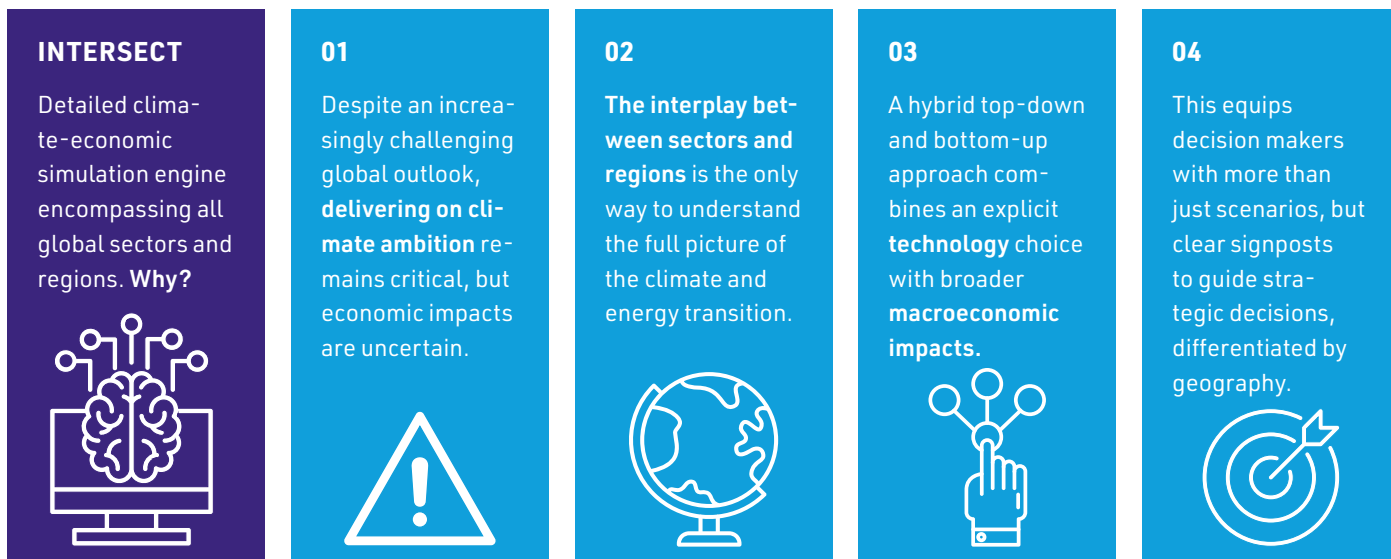 INTERSECT
Detailed clima-
te-economic
simulation engine
encompassing all
global sectors and
regions. Why?
01
Despite an increa-
singly challenging
global outlook,
delivering on cli-
mate ambition re-
mains critical, but
economic impacts
are uncertain.
02
The interplay bet-
ween sectors and
regions is the only
way to understand
the full picture of
the climate and
energy transition.
03
A hybrid top-down
and bottom-up
approach com-
bines an explicit
technology choice
with broader
macroeconomic
impacts.
04
This equips
decision makers
with more than
just scenarios, but
clear signposts
to guide stra-
tegic decisions,
differentiated by
geography.